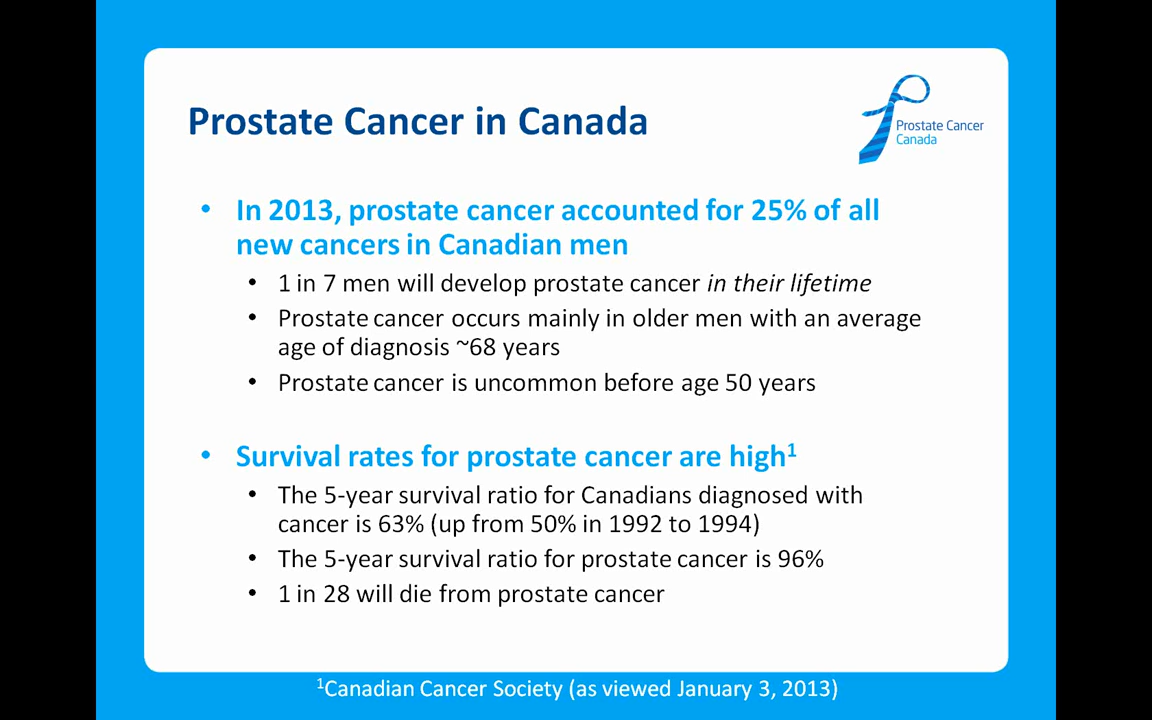 Prostate Cancer in Canada
Prostate Cancer
Canada
• In 2013, prostate cancer accounted for 25% of all
new cancers in Canadian men
• 1 in 7 men will develop prostate cancer in their lifetime
• Prostate cancer occurs mainly in older men with an average
age of diagnosis ~68 years
• Prostate cancer is uncommon before age 50 years
• Survival rates for prostate cancer are high¹
• The 5-year survival ratio for Canadians diagnosed with
cancer is 63% (up from 50% in 1992 to 1994)
• The 5-year survival ratio for prostate cancer is 96%
• 1 in 28 will die from prostate cancer
¹Canadian Cancer Society (as viewed January 3, 2013)